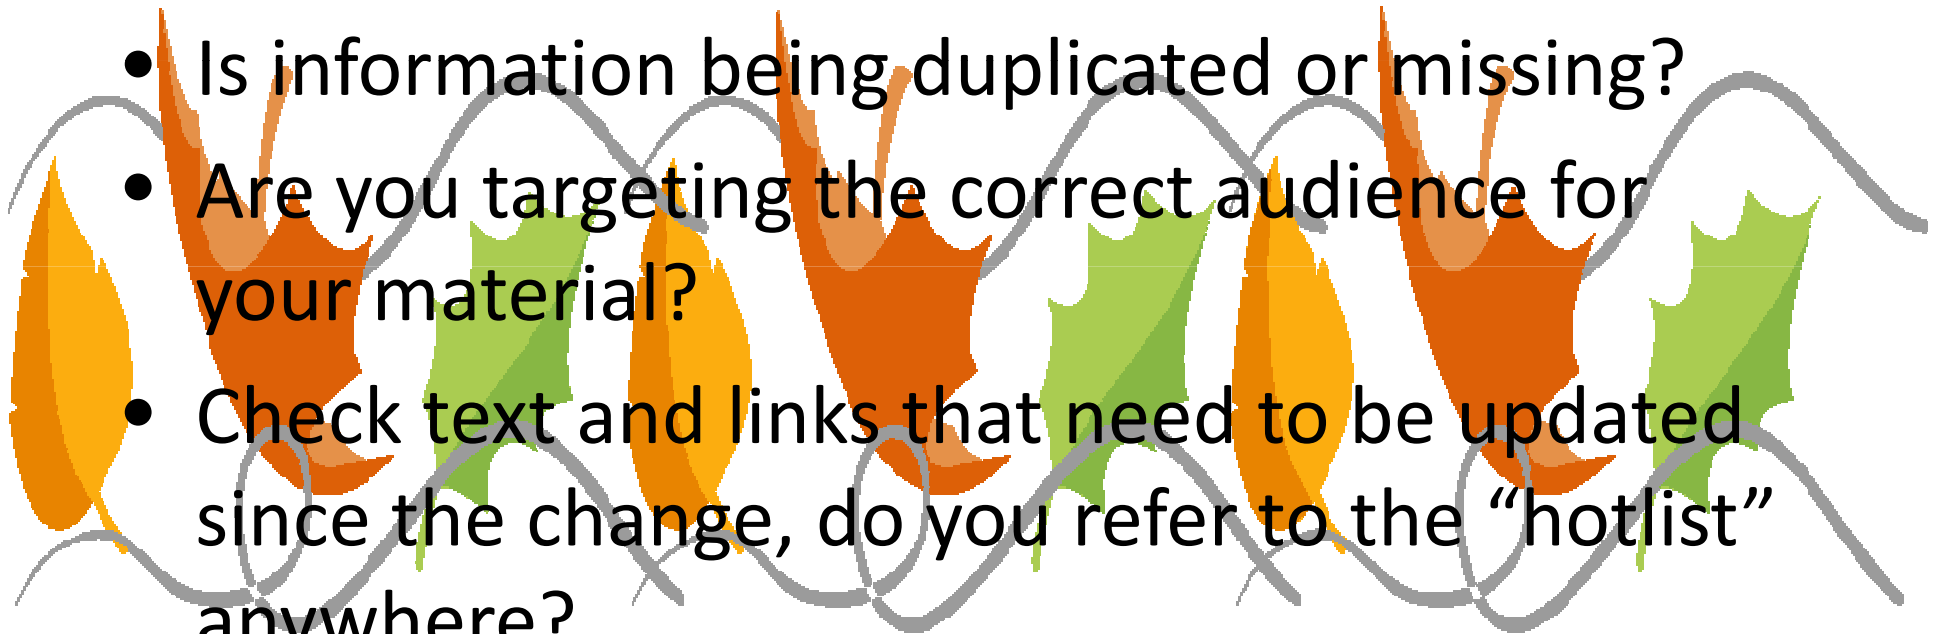 • Is information being duplicated or missing?
• Are you targeting the correct audience for
your material?
• Check text and links that need to be updated
since the change, do you refer to the “hotlist”
anywhere?